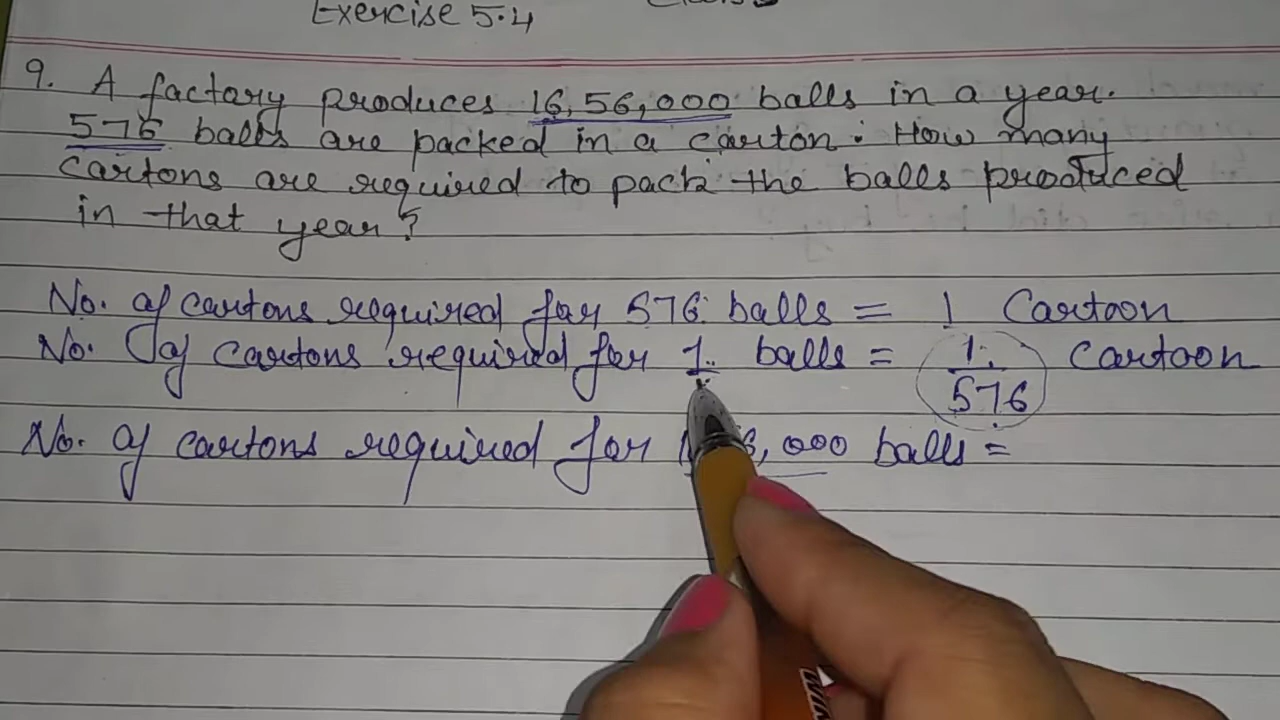 Exercise 5.4
9. A factory produces 16,56,000 balls in a year.
576 balls are packed in a carton. How many
cartons are required to pack the balls produced
in that year?
No. of cartons required for 576 balls = 1 Cartoon
No. of cartons required for 1 balls = 1/576 cartoon
No. of cartons required for 6,000 balls =